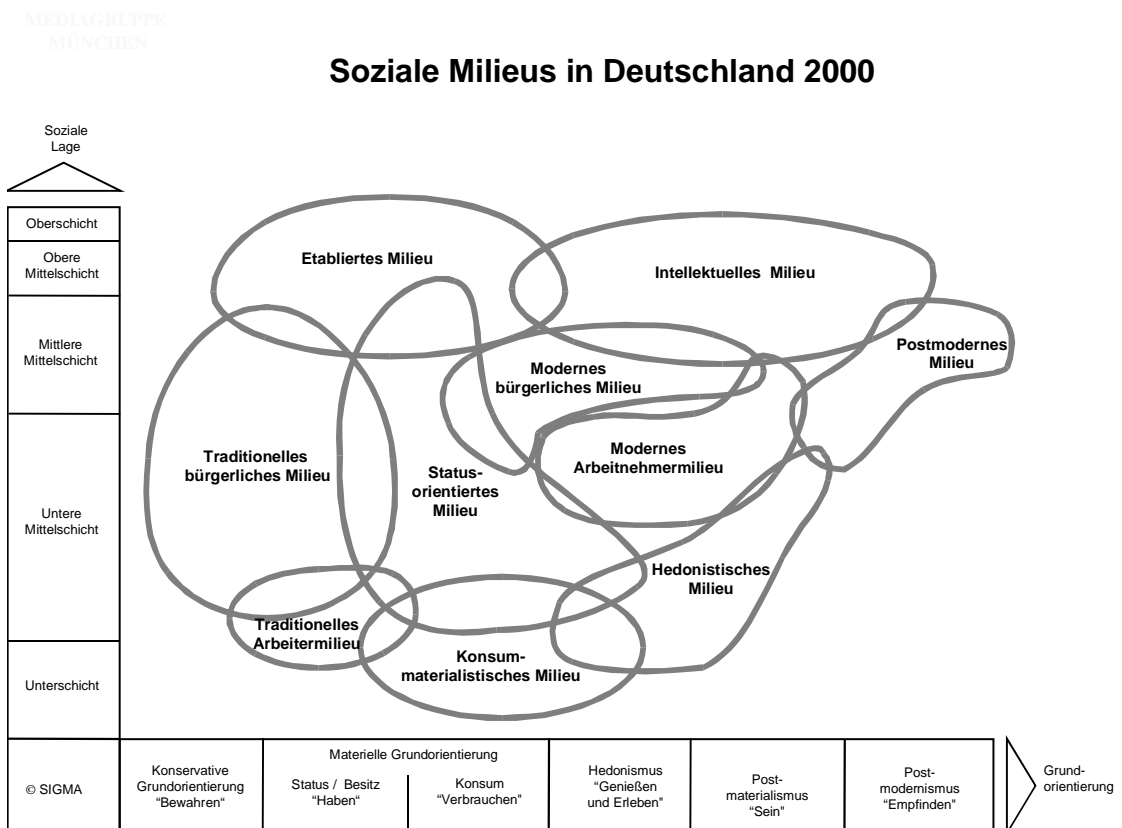 MEDIAGRUPPE
MÜNCHEN
Soziale Milieus in Deutschland 2000
Soziale
Lage
Oberschicht
Obere
Mittelschicht
Mittlere
Mittelschicht
Untere
Mittelschicht
Unterschicht
Etabliertes Milieu
Intellektuelles Milieu
Postmodernes
Milieu
Modernes
bürgerliches Milieu
Traditionelles
bürgerliches Milieu
Status-
orientiertes
Milieu
Modernes
Arbeitnehmermilieu
Hedonistisches
Milieu
Traditionelles
Arbeitermilieu
Konsum-
materialistisches Milieu
© SIGMA
Konservative
Grundorientierung
“Bewahren“
Materielle Grundorientierung
Status / Besitz
“Haben“
Konsum
“Verbrauchen”
Hedonismus
“Genießen
und Erleben”
Post-
materialismus
“Sein”
Post-
modernismus
“Empfinden”
Grund-
orientierung